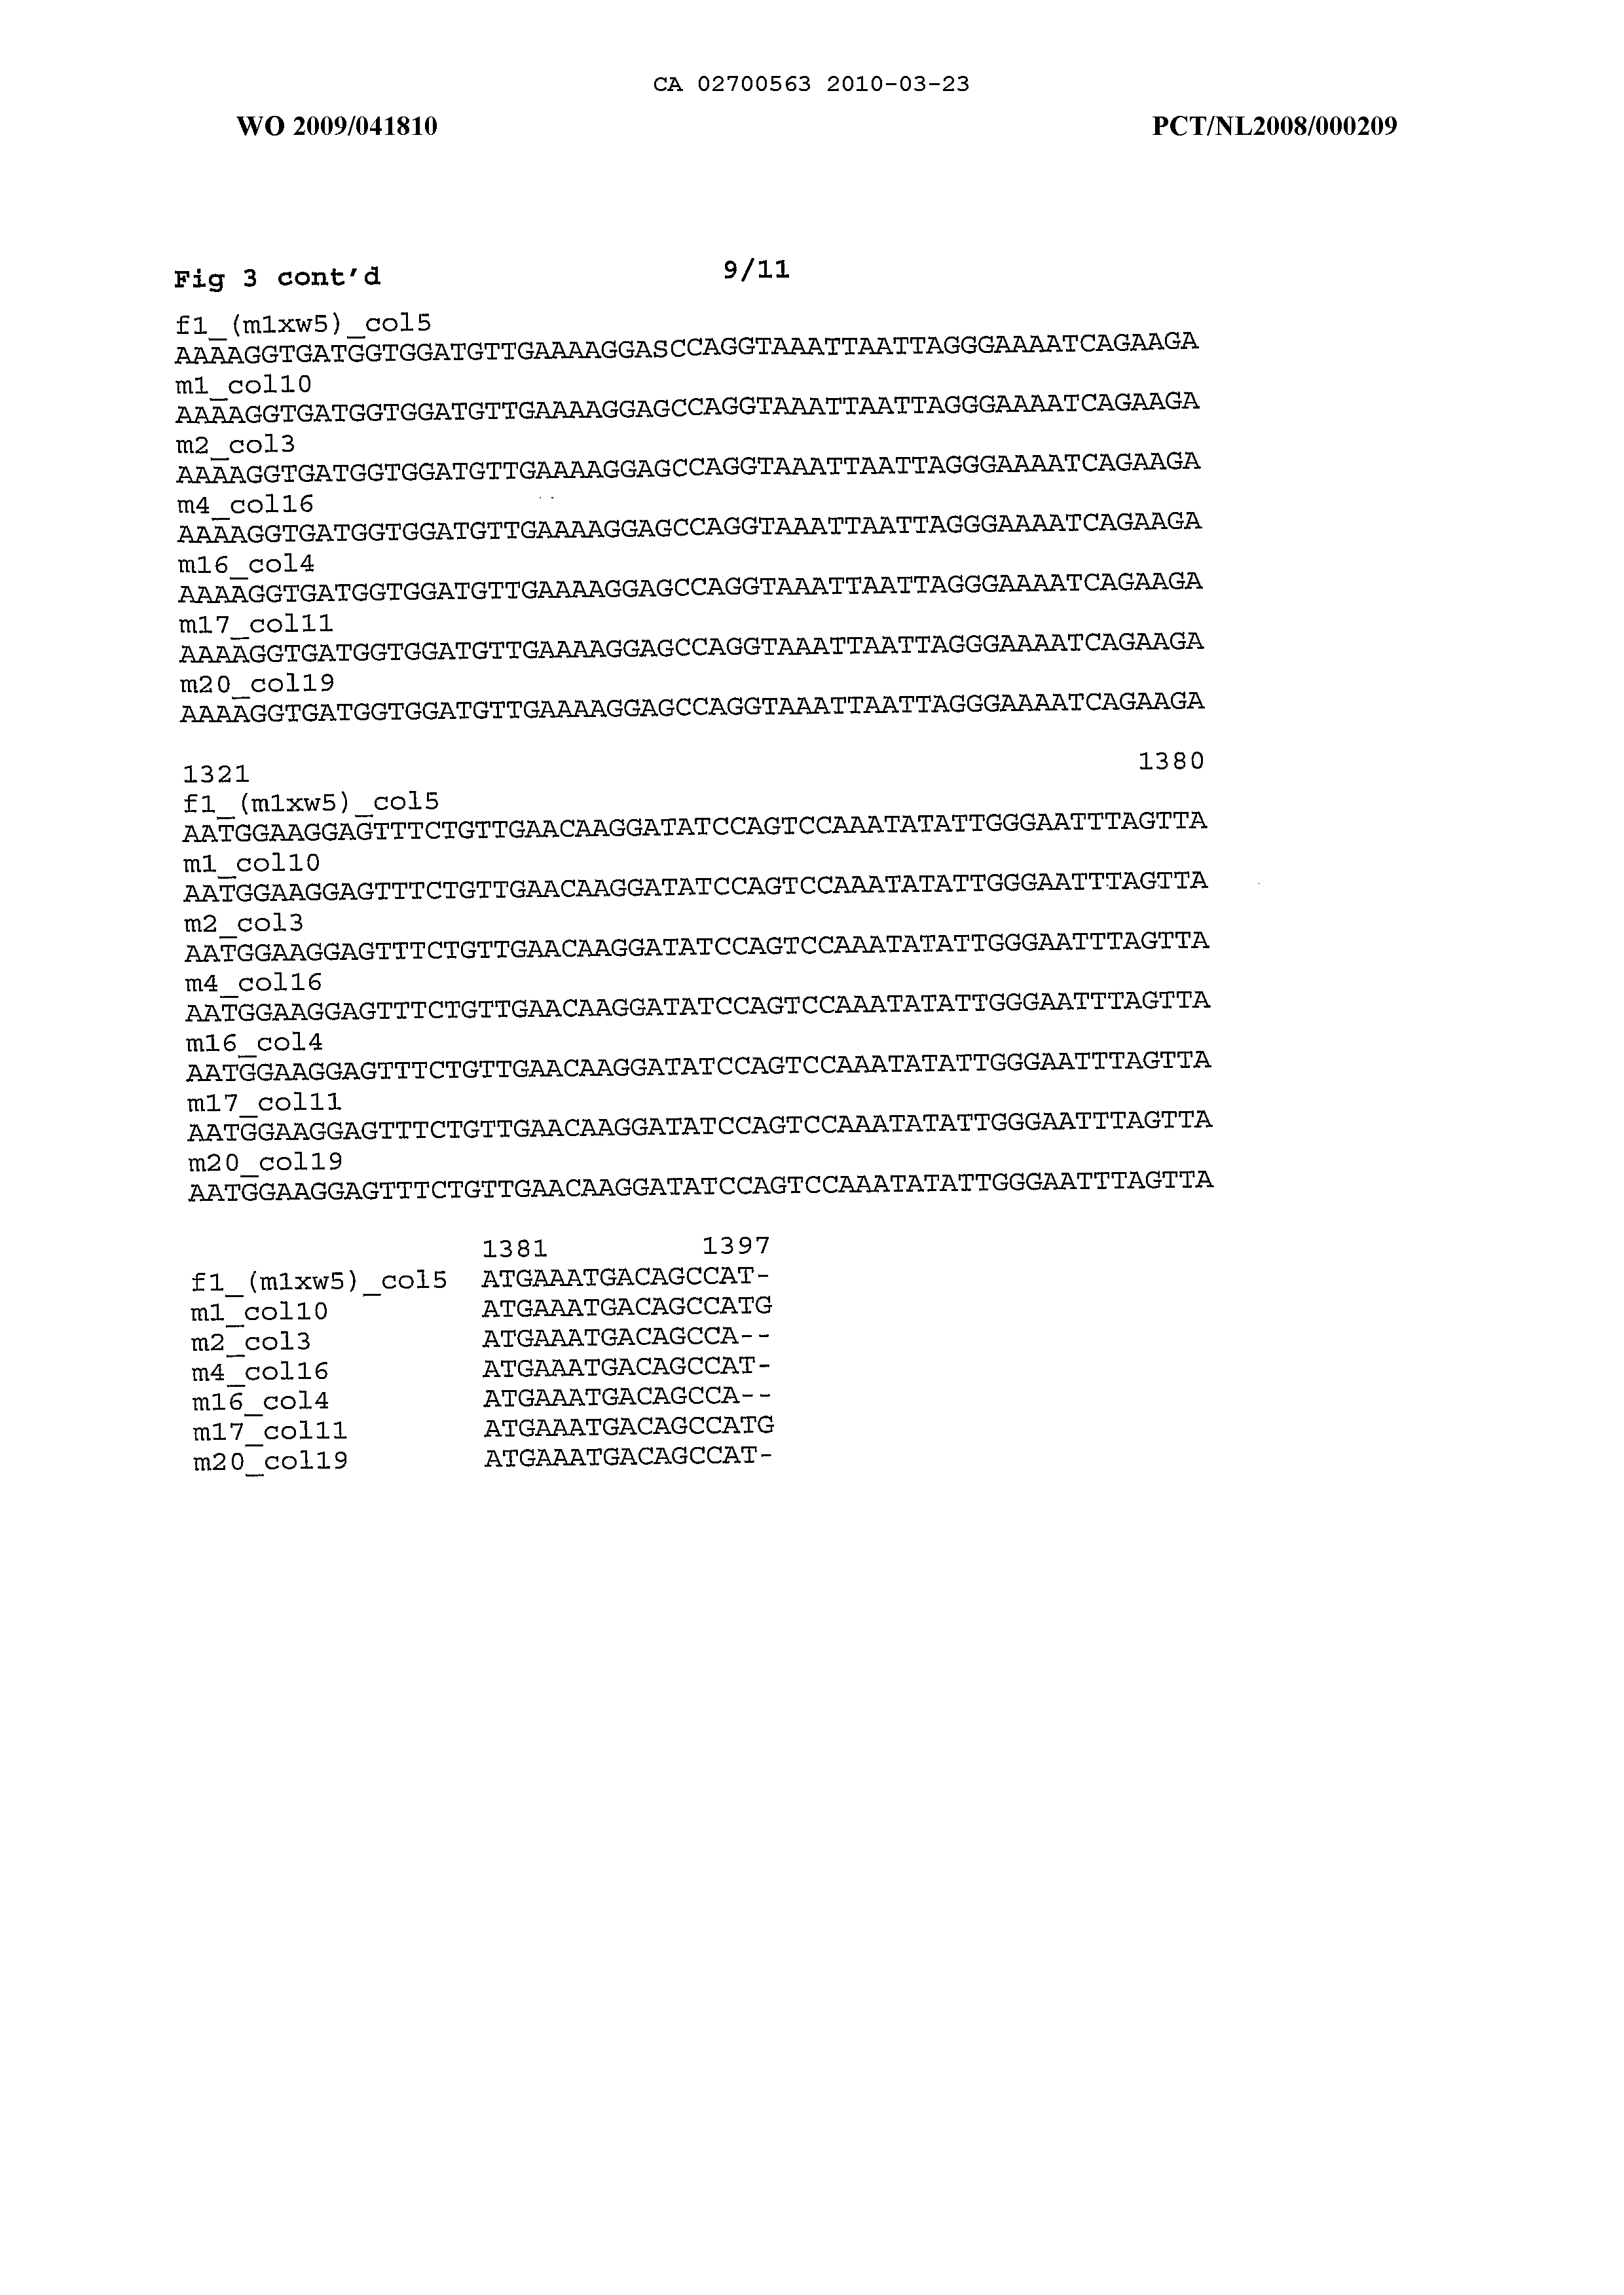 CA 02700563 2010-03-23
WO 2009/041810 PCT/NL2008/000209
Fig 3 cont'd 9/11
f1_(m1xw5)_col5
AAAAGGTGATGGTGGATGTTGAAAAGGASCCAGGTAAATTAATTAGGGAAAATCAGAAGA
m1_col10
AAAAGGTGATGGTGGATGTTGAAAAGGAGCCAGGTAAATTAATTAGGGAAAATCAGAAGA
m2_col3
AAAAGGTGATGGTGGATGTTGAAAAGGAGCCAGGTAAATTAATTAGGGAAAATCAGAAGA
m4_col16
AAAAGGTGATGGTGGATGTTGAAAAGGAGCCAGGTAAATTAATTAGGGAAAATCAGAAGA
m16_col4
AAAAGGTGATGGTGGATGTTGAAAAGGAGCCAGGTAAATTAATTAGGGAAAATCAGAAGA
m17_col11
AAAAGGTGATGGTGGATGTTGAAAAGGAGCCAGGTAAATTAATTAGGGAAAATCAGAAGA
m20_col19
AAAAGGTGATGGTGGATGTTGAAAAGGAGCCAGGTAAATTAATTAGGGAAAATCAGAAGA
1321 1380
f1_(m1xw5)_col5
AATGGAAGGAGTTTCTGTTGAACAAGGATATCCAGTCCAAATATATTGGGAATTTAGTTA
m1_col10
AATGGAAGGAGTTTCTGTTGAACAAGGATATCCAGTCCAAATATATTGGGAATTTAGTTA
m2_col3
AATGGAAGGAGTTTCTGTTGAACAAGGATATCCAGTCCAAATATATTGGGAATTTAGTTA
m4_col16
AATGGAAGGAGTTTCTGTTGAACAAGGATATCCAGTCCAAATATATTGGGAATTTAGTTA
m16_col4
AATGGAAGGAGTTTCTGTTGAACAAGGATATCCAGTCCAAATATATTGGGAATTTAGTTA
m17_col11
AATGGAAGGAGTTTCTGTTGAACAAGGATATCCAGTCCAAATATATTGGGAATTTAGTTA
m20_col19
AATGGAAGGAGTTTCTGTTGAACAAGGATATCCAGTCCAAATATATTGGGAATTTAGTTA
1381 1397
f1_(m1xw5)_col5 ATGAAATGACAGCCAT-
m1_col10 ATGAAATGACAGCCATG
m2_col3 ATGAAATGACAGCCA--
m4_col16 ATGAAATGACAGCCAT-
m16_col4 ATGAAATGACAGCCA--
m17_col11 ATGAAATGACAGCCATG
m20_col19 ATGAAATGACAGCCAT-